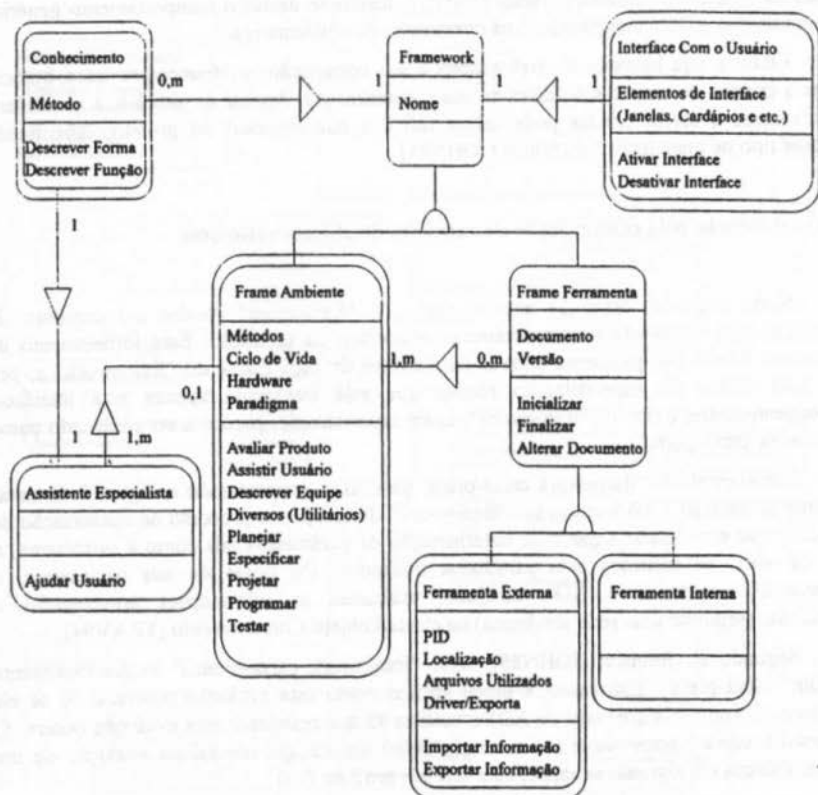 Conhecimento
Método
Descrever Forma
Descrever Função
0,m
1
Framework
Nome
1
1
Interface Com o Usuário
Elementos de Interface
(Janelas, Cardápios e etc.)
Ativar Interface
Desativar Interface
1
Frame Ambiente
Métodos
Ciclo de Vida
Hardware
Paradigma
Avaliar Produto
Assistir Usuário
Descrever Equipe
Diversos (Utilitários)
Planejar
Especificar
Projetar
Programar
Testar
1,m
0,m
Frame Ferramenta
Documento
Versão
Inicializar
Finalizar
Alterar Documento
0,1
1
1,m
Assistente Especialista
Ajudar Usuário
Ferramenta Externa
PID
Localização
Arquivos Utilizados
Driver/Exporta
Importar Informação
Exportar Informação
Ferramenta Interna